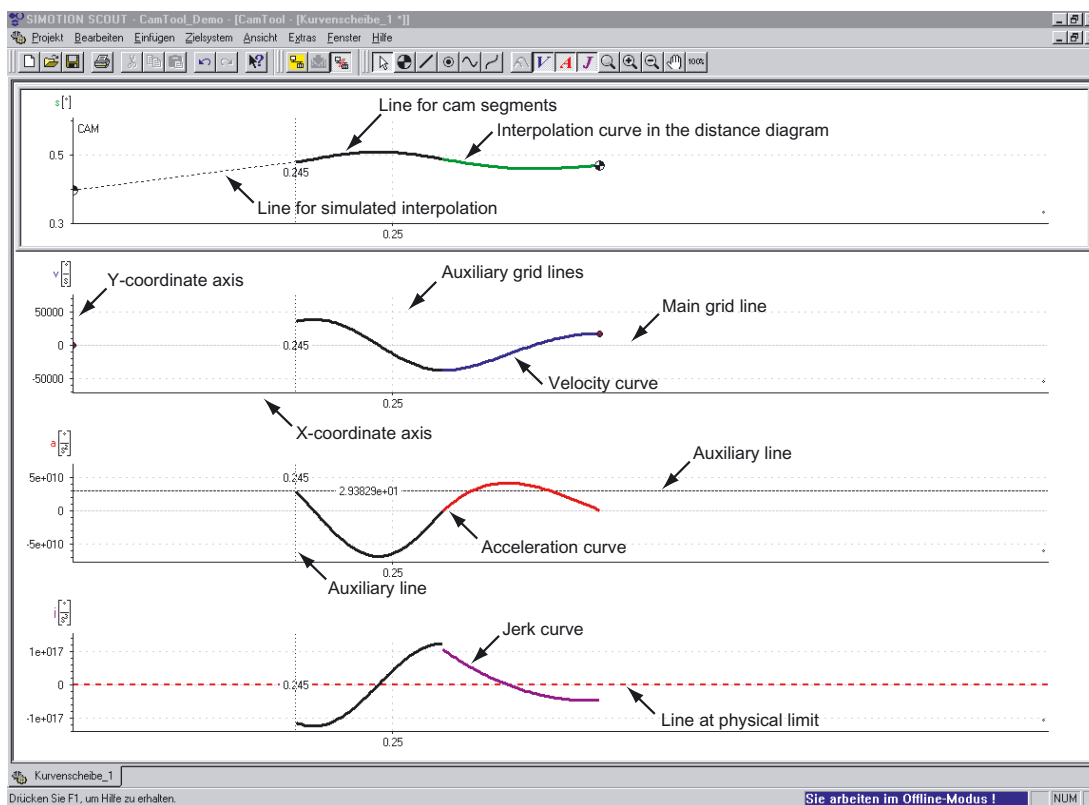 SIMOTION SCOUT - CamTool_Demo - [CamTool - [Kurvenscheibe_1 *]]
Projekt Bearbeiten Einfügen Zielsystem Ansicht Extras Fenster Hilfe
V A J 100%
s[°]
CAM
Line for cam segments
Interpolation curve in the distance diagram
0.5
0.245
Line for simulated interpolation
0.3
0.25
°
v[°/s]
Y-coordinate axis
Auxiliary grid lines
Main grid line
50000
0
0.245
-50000
Velocity curve
°
0.25
X-coordinate axis
a[°/s²]
Auxiliary line
5e+010
0.245
2.93829e+01
0
-5e+010
Acceleration curve
°
0.25
Auxiliary line
Jerk curve
1e+017
0
0.245
-1e+017
Line at physical limit
°
0.25
Kurvenscheibe_1
Drücken Sie F1, um Hilfe zu erhalten.
Sie arbeiten im Offline-Modus !
NUM